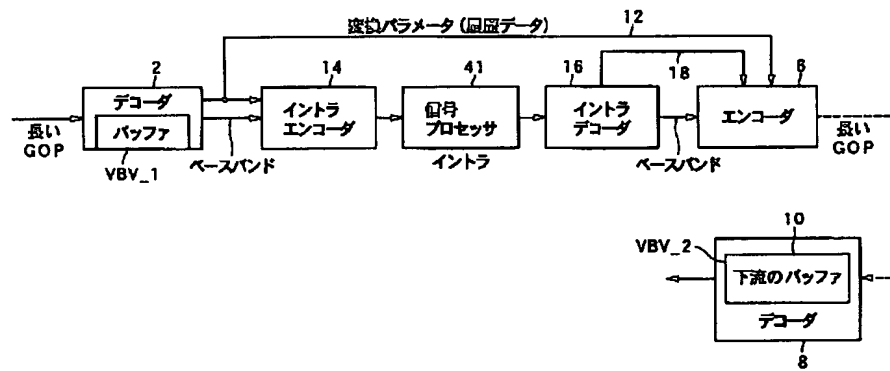 変換パラメータ(履歴データ)
12
2
14
41
16
18
6
デコーダ
バッファ
VBV_1
長い
GOP
ベースバンド
イントラ
エンコーダ
信号
プロセッサ
イントラ
イントラ
デコーダ
ベースバンド
エンコーダ
長い
GOP
10
VBV_2
下流のバッファ
デコーダ
8